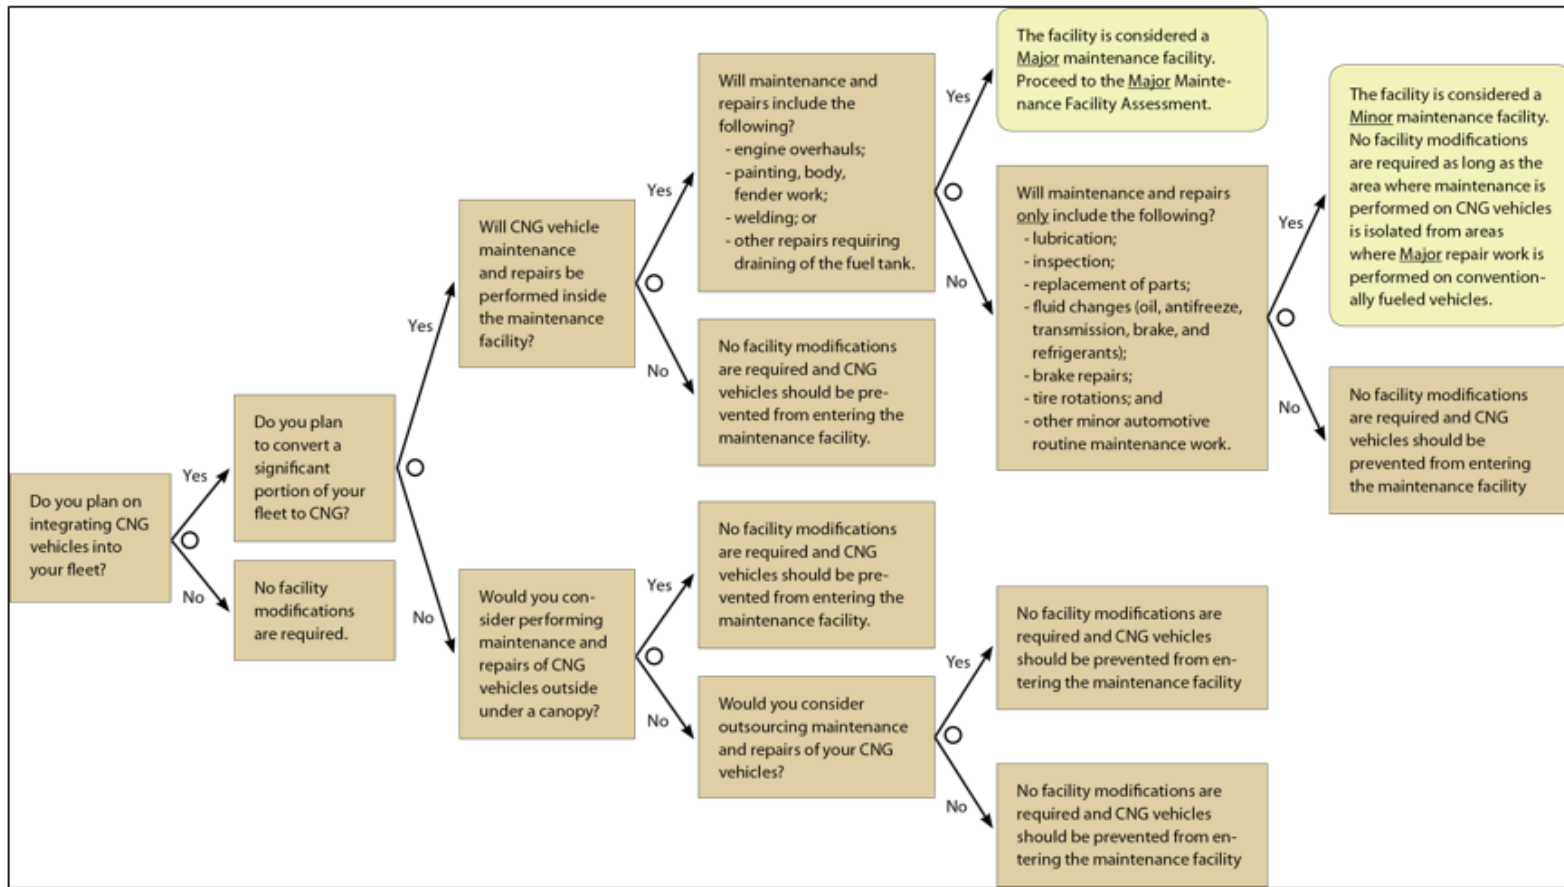 Do you plan on
integrating CNG
vehicles into
your fleet?
Yes
No
Do you plan
to convert a
significant
portion of your
fleet to CNG?
No facility
modifications
are required.
Yes
No
Will CNG vehicle
maintenance
and repairs be
performed inside
the maintenance
facility?
Would you con-
sider performing
maintenance and
repairs of CNG
vehicles outside
under a canopy?
Yes
No
Yes
No
Will maintenance and
repairs include the
following?
- engine overhauls;
- painting, body,
fender work;
- welding; or
- other repairs requiring
draining of the fuel tank.
No facility modifications
are required and CNG
vehicles should be pre-
vented from entering the
maintenance facility.
No facility modifications
are required and CNG
vehicles should be pre-
vented from entering the
maintenance facility.
Would you consider
outsourcing maintenance
and repairs of your CNG
vehicles?
Yes
No
Yes
No
The facility is considered a
Major maintenance facility.
Proceed to the Major Mainte-
nance Facility Assessment.
Will maintenance and repairs
only include the following?
- lubrication;
- inspection;
- replacement of parts;
- fluid changes (oil, antifreeze,
transmission, brake, and
refrigerants);
- brake repairs;
- tire rotations; and
- other minor automotive
routine maintenance work.
No facility modifications are
required and CNG vehicles
should be prevented from en-
tering the maintenance facility
No facility modifications are
required and CNG vehicles
should be prevented from en-
tering the maintenance facility
Yes
No
The facility is considered a
Minor maintenance facility.
No facility modifications
are required as long as the
area where maintenance is
performed on CNG vehicles
is isolated from areas
where Major repair work is
performed on convention-
ally fueled vehicles.
No facility modifications
are required and CNG
vehicles should be
prevented from entering
the maintenance facility